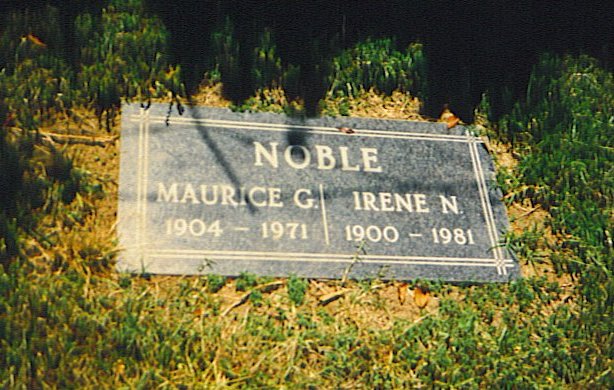 NOBLE
MAURICE G. IRENE N.
1904 – 1971 1900 – 1981